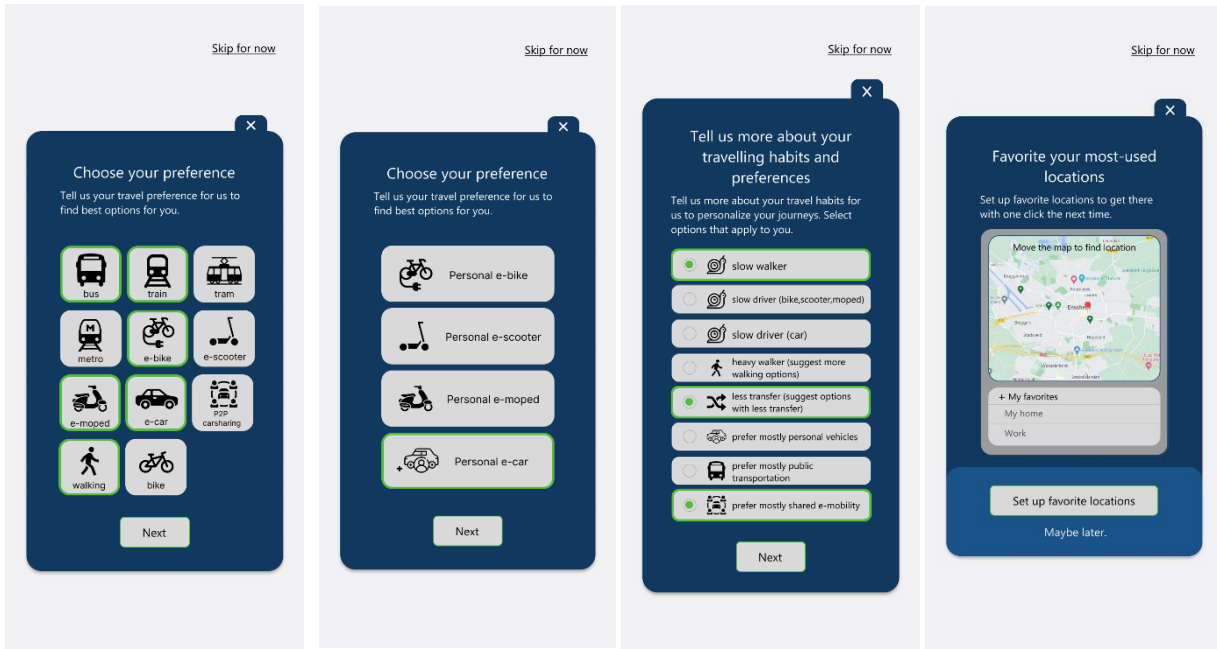 Skip for now
Choose your preference
Tell us your travel preference for us to
find best options for you.
bus
train
tram
M
metro
e-bike
e-scooter
e-moped
e-car
P2P
carsharing
walking
bike
Next
Skip for now
Choose your preference
Tell us your travel preference for us to
find best options for you.
Personal e-bike
Personal e-scooter
Personal e-moped
Personal e-car
Next
Skip for now
Tell us more about your
travelling habits and
preferences
Tell us more about your travel habits for
us to personalize your journeys. Select
options that apply to you.
slow walker
slow driver (bike,scooter,moped)
slow driver (car)
heavy walker (suggest more
walking options)
less transfer (suggest options
with less transfer)
prefer mostly personal vehicles
prefer mostly public
transportation
prefer mostly shared e-mobility
Next
Skip for now
Favorite your most-used
locations
Set up favorite locations to get there
with one click the next time.
Move the map to find location
+ My favorites
My home
Work
Set up favorite locations
Maybe later.